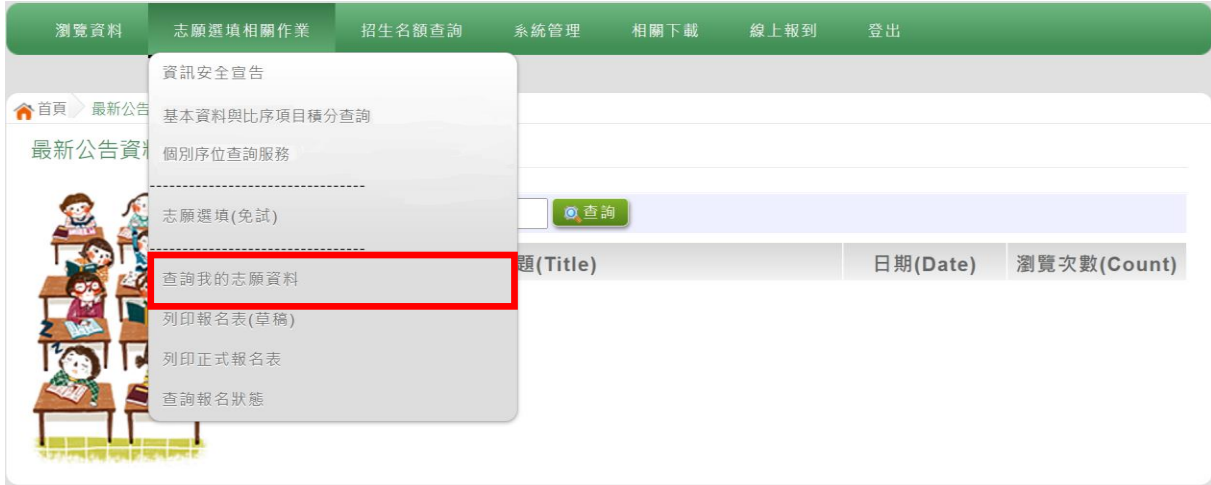 瀏覽資料 志願選填相關作業 招生名額查詢 系統管理 相關下載 線上報到 登出
資訊安全宣告
首頁 最新公告
基本資料與比序項目積分查詢
最新公告資
個別序位查詢服務
志願選填(免試)
查詢
題(Title) 日期(Date) 瀏覽次數(Count)
查詢我的志願資料
列印報名表(草稿)
列印正式報名表
查詢報名狀態